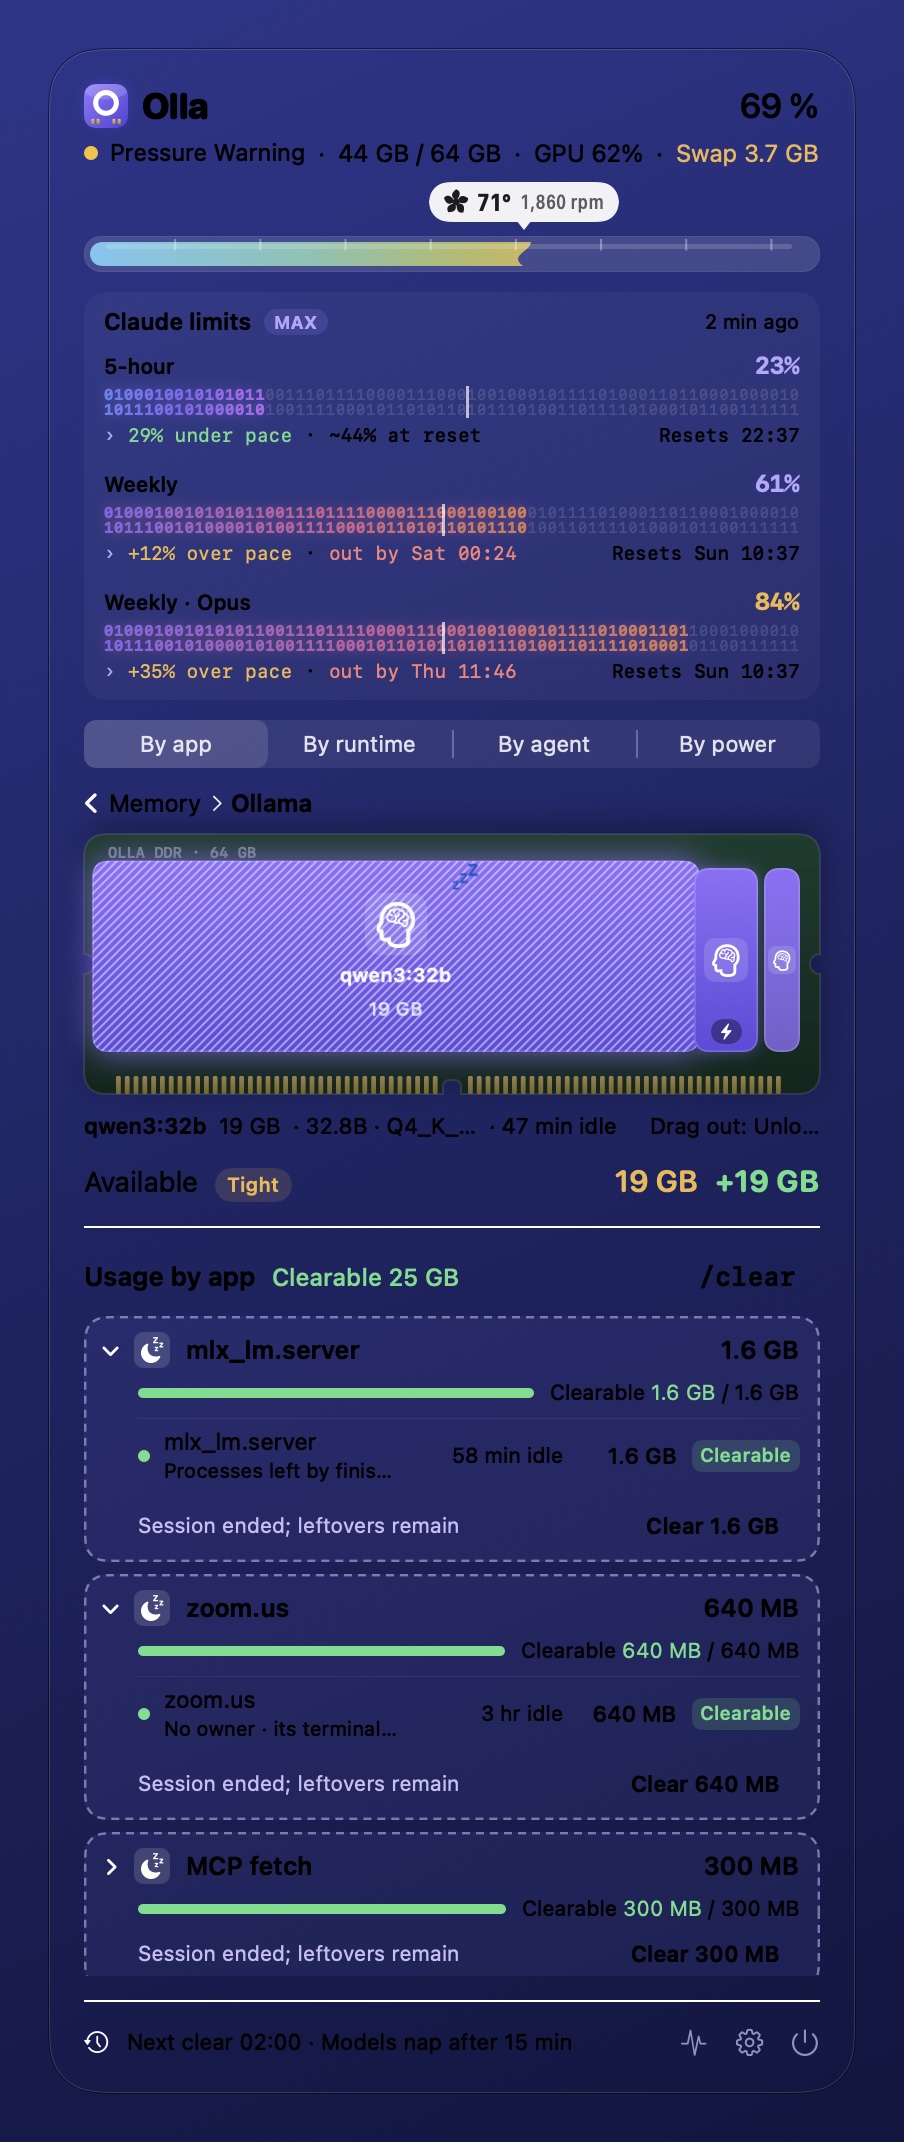 Olla
69 %
Pressure Warning · 44 GB / 64 GB · GPU 62% · Swap 3.7 GB
71° 1,860 rpm
Claude limits MAX 2 min ago
5-hour 23%
› 29% under pace · ~44% at reset Resets 22:37
Weekly 61%
› +12% over pace · out by Sat 00:24 Resets Sun 10:37
Weekly · Opus 84%
› +35% over pace · out by Thu 11:46 Resets Sun 10:37
By app By runtime By agent By power
Memory Ollama
OLLA DDR · 64 GB
zzz
qwen3:32b
19 GB
qwen3:32b 19 GB · 32.8B · Q4_K_… · 47 min idle Drag out: Unlo…
Available Tight 19 GB +19 GB
Usage by app Clearable 25 GB /clear
mlx_lm.server 1.6 GB
Clearable 1.6 GB / 1.6 GB
mlx_lm.server
Processes left by finis…
58 min idle 1.6 GB Clearable
Session ended; leftovers remain Clear 1.6 GB
zoom.us 640 MB
Clearable 640 MB / 640 MB
zoom.us
No owner · its terminal…
3 hr idle 640 MB Clearable
Session ended; leftovers remain Clear 640 MB
MCP fetch 300 MB
Clearable 300 MB / 300 MB
Session ended; leftovers remain Clear 300 MB
Next clear 02:00 · Models nap after 15 min